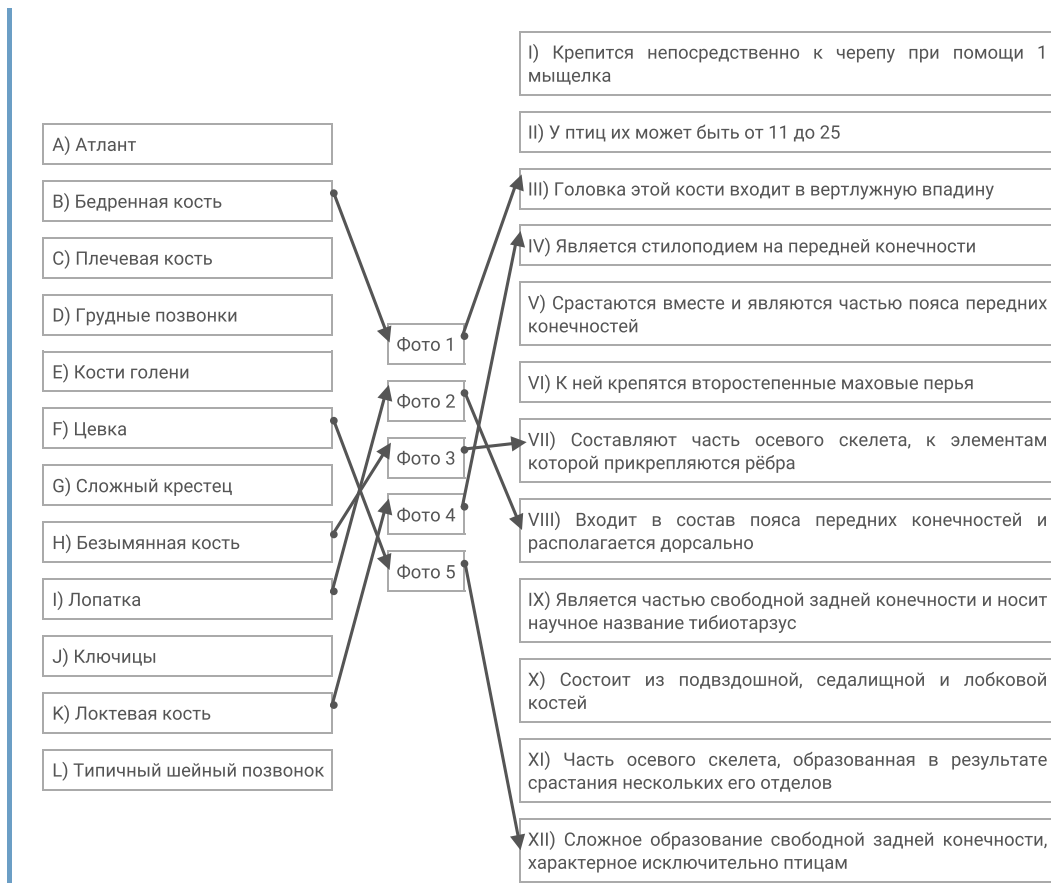 A) Атлант
B) Бедренная кость
C) Плечевая кость
D) Грудные позвонки
E) Кости голени
F) Цевка
G) Сложный крестец
H) Безымянная кость
I) Лопатка
J) Ключицы
K) Локтевая кость
L) Типичный шейный позвонок
Фото 1
Фото 2
Фото 3
Фото 4
Фото 5
I) Крепится непосредственно к черепу при помощи 1
мыщелка
II) У птиц их может быть от 11 до 25
III) Головка этой кости входит в вертлужную впадину
IV) Является стилоподием на передней конечности
V) Срастаются вместе и являются частью пояса передних
конечностей
VI) К ней крепятся второстепенные маховые перья
VII) Составляют часть осевого скелета, к элементам
которой прикрепляются рёбра
VIII) Входит в состав пояса передних конечностей и
располагается дорсально
IX) Является частью свободной задней конечности и носит
научное название тибиотарзус
X) Состоит из подвздошной, седалищной и лобковой
костей
XI) Часть осевого скелета, образованная в результате
срастания нескольких его отделов
XII) Сложное образование свободной задней конечности,
характерное исключительно птицам